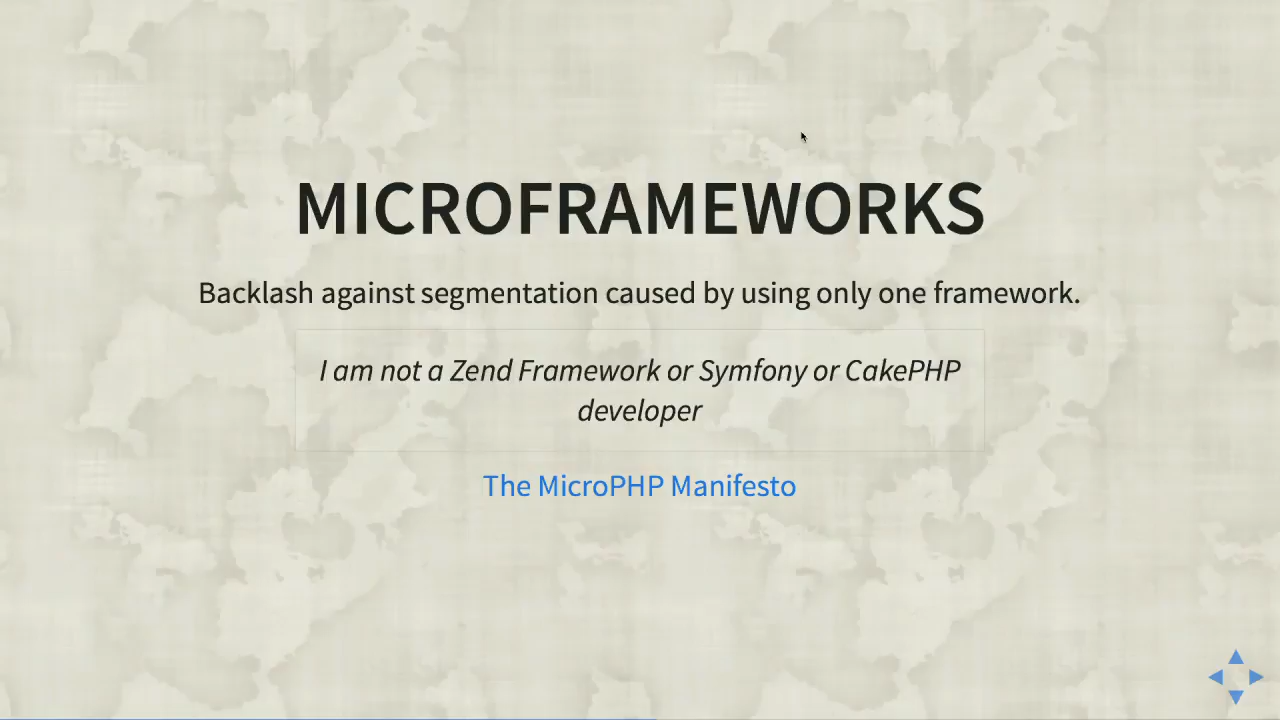 MICROFRAMEWORKS
Backlash against segmentation caused by using only one framework.
I am not a Zend Framework or Symfony or CakePHP
developer
The MicroPHP Manifesto